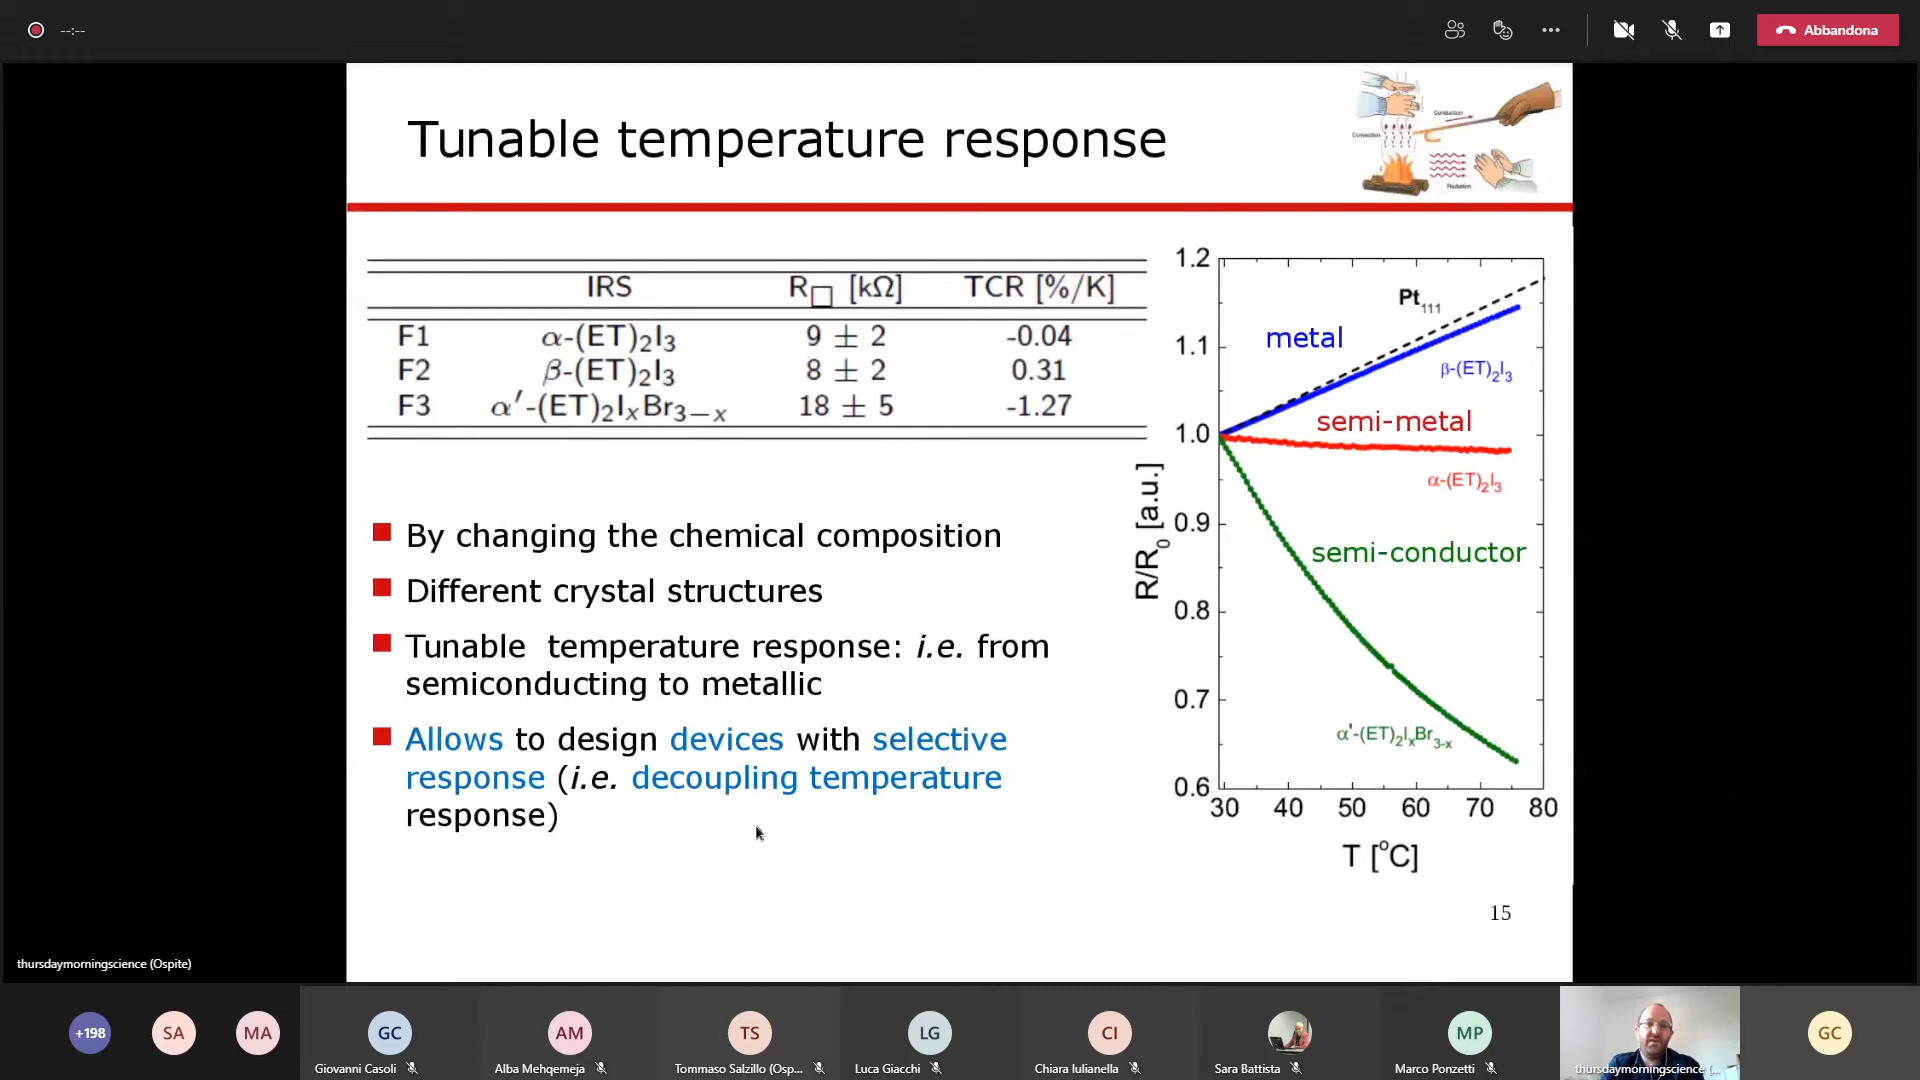 --:--
Abbandona
Tunable temperature response
Conduction
Convection
Radiation
IRS R□ [kΩ] TCR [%/K]
F1 α-(ET)₂I₃ 9 ± 2 -0.04
F2 β-(ET)₂I₃ 8 ± 2 0.31
F3 α′-(ET)₂IₓBr₃₋ₓ 18 ± 5 -1.27
By changing the chemical composition
Different crystal structures
Tunable temperature response: i.e. from
semiconducting to metallic
Allows to design devices with selective
response (i.e. decoupling temperature
response)
1.2
1.1
1.0
0.9
0.8
0.7
0.6
R/R₀ [a.u.]
Pt₁₁₁
metal
β-(ET)₂I₃
semi-metal
α-(ET)₂I₃
semi-conductor
α'-(ET)₂IₓBr₃₋ₓ
30 40 50 60 70 80
T [°C]
15
thursdaymorningscience (Ospite)
+198 SA MA GC AM TS LG CI MP GC
Giovanni Casoli Alba Mehqemeja Tommaso Salzillo (Osp... Luca Giacchi Chiara Iulianella Sara Battista Marco Ponzetti thursdaymorningscience (...